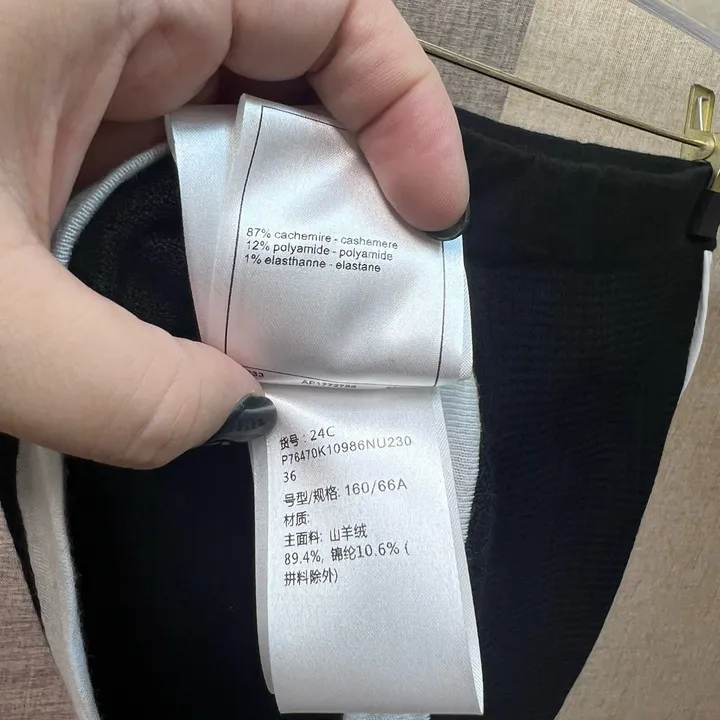 87% cachemire - cashemere
12% polyamide - polyamide
1% elasthanne - elastane
货号: 24C
P76470K10986NU230
36
号型/规格: 160/66A
材质:
主面料: 山羊绒
89.4%, 锦纶10.6% (
拼料除外)